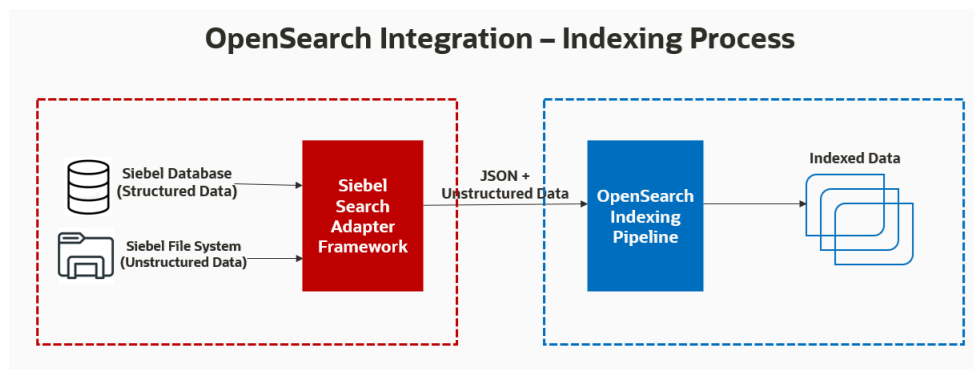 OpenSearch Integration – Indexing Process
Siebel Database
(Structured Data)
Siebel File System
(Unstructured Data)
Siebel
Search
Adapter
Framework
JSON +
Unstructured Data
OpenSearch
Indexing
Pipeline
Indexed Data